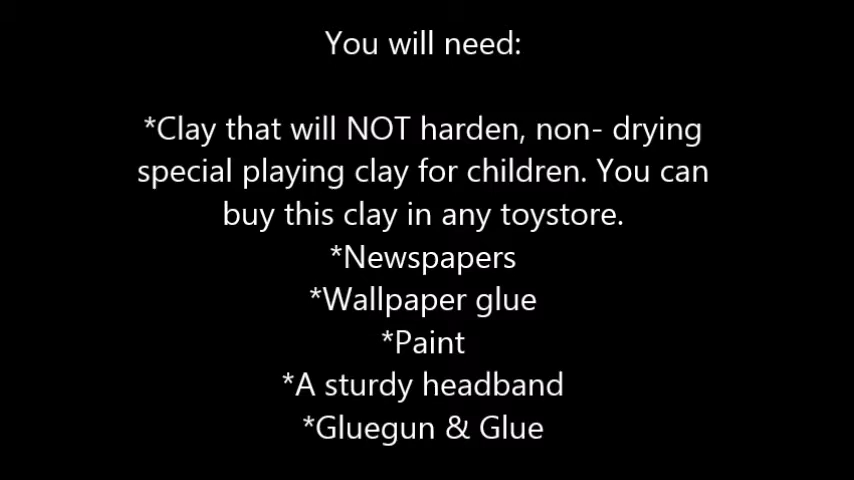 You will need:
*Clay that will NOT harden, non- drying
special playing clay for children. You can
buy this clay in any toystore.
*Newspapers
*Wallpaper glue
*Paint
*A sturdy headband
*Gluegun & Glue